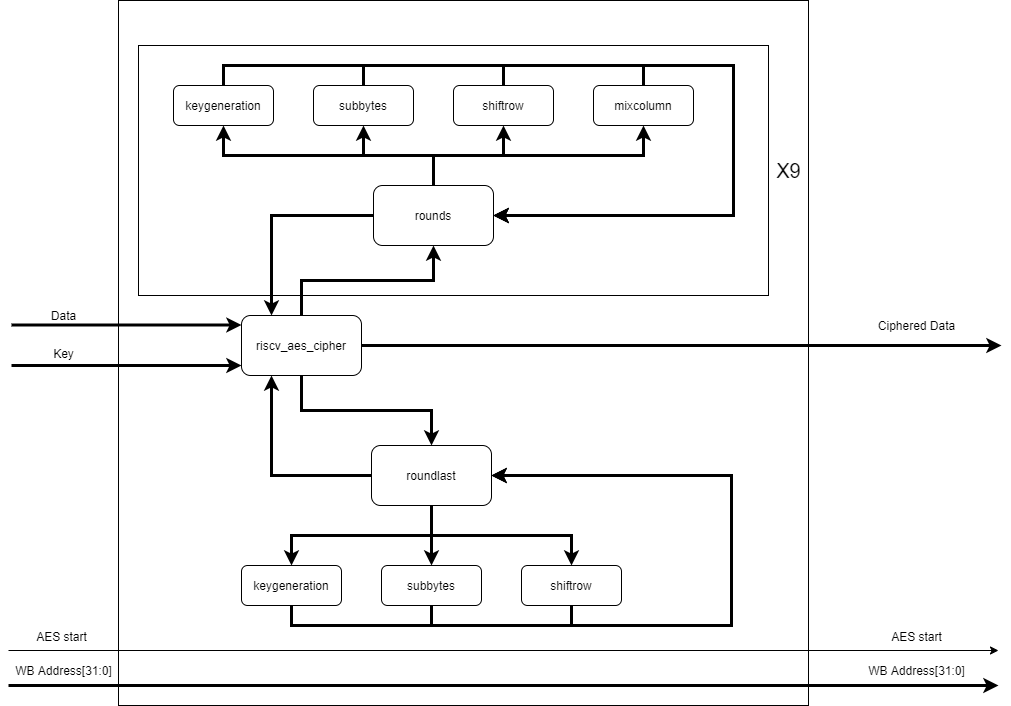 keygeneration
subbytes
shiftrow
mixcolumn
X9
rounds
Data
riscv_aes_cipher
Ciphered Data
Key
roundlast
keygeneration
subbytes
shiftrow
AES start
AES start
WB Address[31:0]
WB Address[31:0]